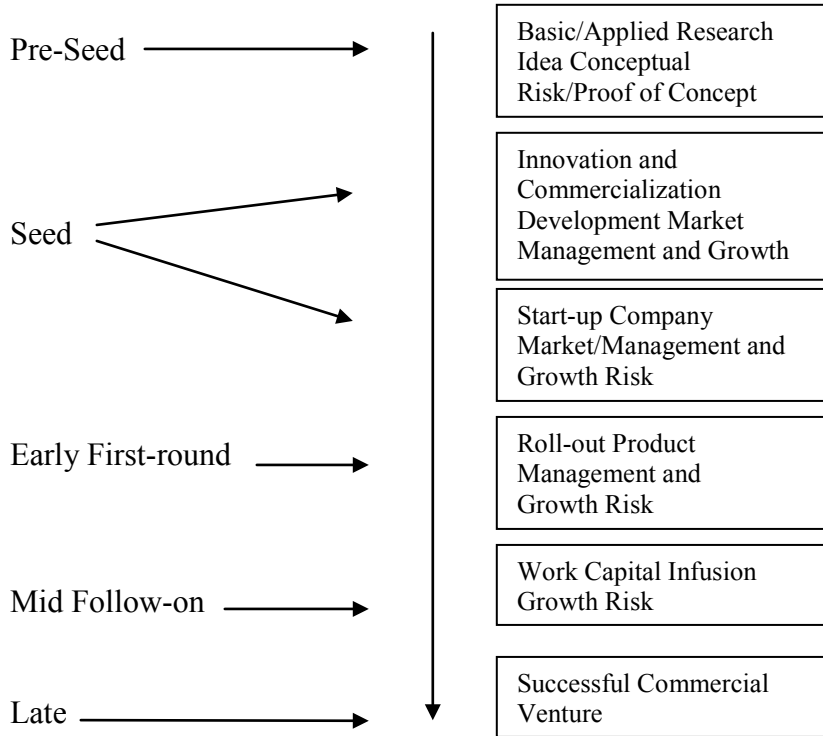 Pre-Seed
Basic/Applied Research
Idea Conceptual
Risk/Proof of Concept
Seed
Innovation and
Commercialization
Development Market
Management and Growth
Start-up Company
Market/Management and
Growth Risk
Early First-round
Roll-out Product
Management and
Growth Risk
Mid Follow-on
Work Capital Infusion
Growth Risk
Late
Successful Commercial
Venture